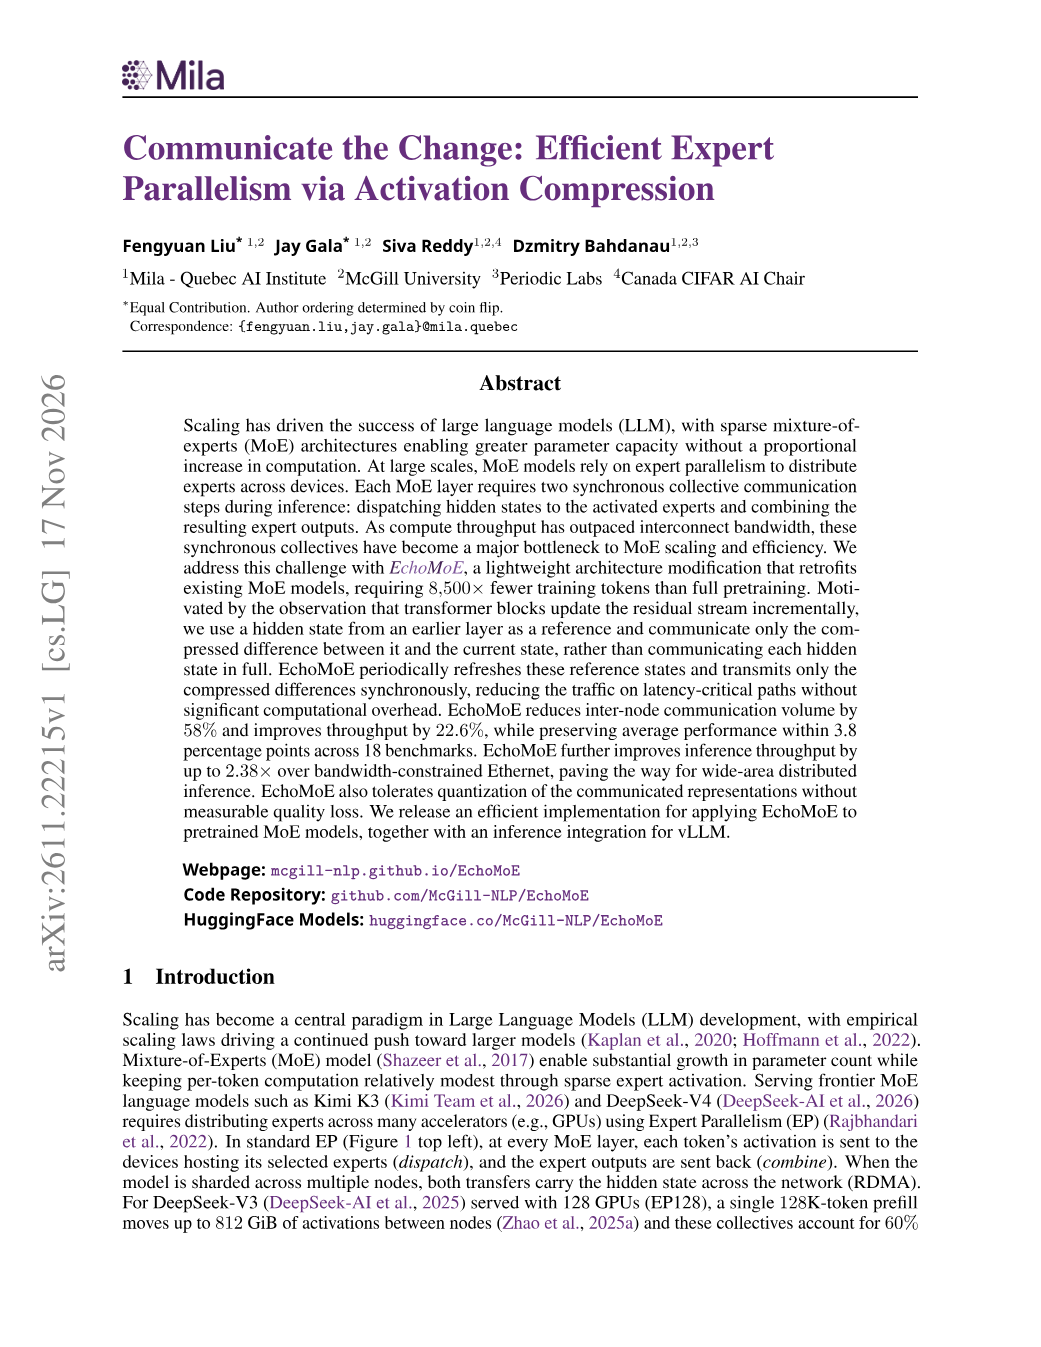 Mila
Communicate the Change: Efficient Expert
Parallelism via Activation Compression
Fengyuan Liu* 1,2 Jay Gala* 1,2 Siva Reddy1,2,4 Dzmitry Bahdanau1,2,3
1Mila - Quebec AI Institute 2McGill University 3Periodic Labs 4Canada CIFAR AI Chair
*Equal Contribution. Author ordering determined by coin flip.
Correspondence: {fengyuan.liu,jay.gala}@mila.quebec
arXiv:2611.22215v1 [cs.LG] 17 Nov 2026
Abstract
Scaling has driven the success of large language models (LLM), with sparse mixture-of-
experts (MoE) architectures enabling greater parameter capacity without a proportional
increase in computation. At large scales, MoE models rely on expert parallelism to distribute
experts across devices. Each MoE layer requires two synchronous collective communication
steps during inference: dispatching hidden states to the activated experts and combining the
resulting expert outputs. As compute throughput has outpaced interconnect bandwidth, these
synchronous collectives have become a major bottleneck to MoE scaling and efficiency. We
address this challenge with EchoMoE, a lightweight architecture modification that retrofits
existing MoE models, requiring 8,500× fewer training tokens than full pretraining. Moti-
vated by the observation that transformer blocks update the residual stream incrementally,
we use a hidden state from an earlier layer as a reference and communicate only the com-
pressed difference between it and the current state, rather than communicating each hidden
state in full. EchoMoE periodically refreshes these reference states and transmits only the
compressed differences synchronously, reducing the traffic on latency-critical paths without
significant computational overhead. EchoMoE reduces inter-node communication volume by
58% and improves throughput by 22.6%, while preserving average performance within 3.8
percentage points across 18 benchmarks. EchoMoE further improves inference throughput by
up to 2.38× over bandwidth-constrained Ethernet, paving the way for wide-area distributed
inference. EchoMoE also tolerates quantization of the communicated representations without
measurable quality loss. We release an efficient implementation for applying EchoMoE to
pretrained MoE models, together with an inference integration for vLLM.
Webpage: mcgill-nlp.github.io/EchoMoE
Code Repository: github.com/McGill-NLP/EchoMoE
HuggingFace Models: huggingface.co/McGill-NLP/EchoMoE
1 Introduction
Scaling has become a central paradigm in Large Language Models (LLM) development, with empirical
scaling laws driving a continued push toward larger models (Kaplan et al., 2020; Hoffmann et al., 2022).
Mixture-of-Experts (MoE) model (Shazeer et al., 2017) enable substantial growth in parameter count while
keeping per-token computation relatively modest through sparse expert activation. Serving frontier MoE
language models such as Kimi K3 (Kimi Team et al., 2026) and DeepSeek-V4 (DeepSeek-AI et al., 2026)
requires distributing experts across many accelerators (e.g., GPUs) using Expert Parallelism (EP) (Rajbhandari
et al., 2022). In standard EP (Figure 1 top left), at every MoE layer, each token's activation is sent to the
devices hosting its selected experts (dispatch), and the expert outputs are sent back (combine). When the
model is sharded across multiple nodes, both transfers carry the hidden state across the network (RDMA).
For DeepSeek-V3 (DeepSeek-AI et al., 2025) served with 128 GPUs (EP128), a single 128K-token prefill
moves up to 812 GiB of activations between nodes (Zhao et al., 2025a) and these collectives account for 60%